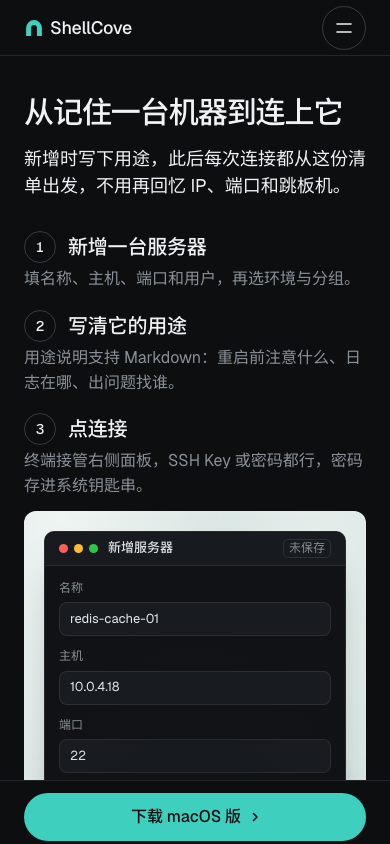 ShellCove
从记住一台机器到连上它
新增时写下用途，此后每次连接都从这份清
单出发，不用再回忆 IP、端口和跳板机。
1 新增一台服务器
填名称、主机、端口和用户，再选环境与分组。
2 写清它的用途
用途说明支持 Markdown：重启前注意什么、日
志在哪、出问题找谁。
3 点连接
终端接管右侧面板，SSH Key 或密码都行，密码
存进系统钥匙串。
新增服务器 未保存
名称
redis-cache-01
主机
10.0.4.18
端口
22
下载 macOS 版